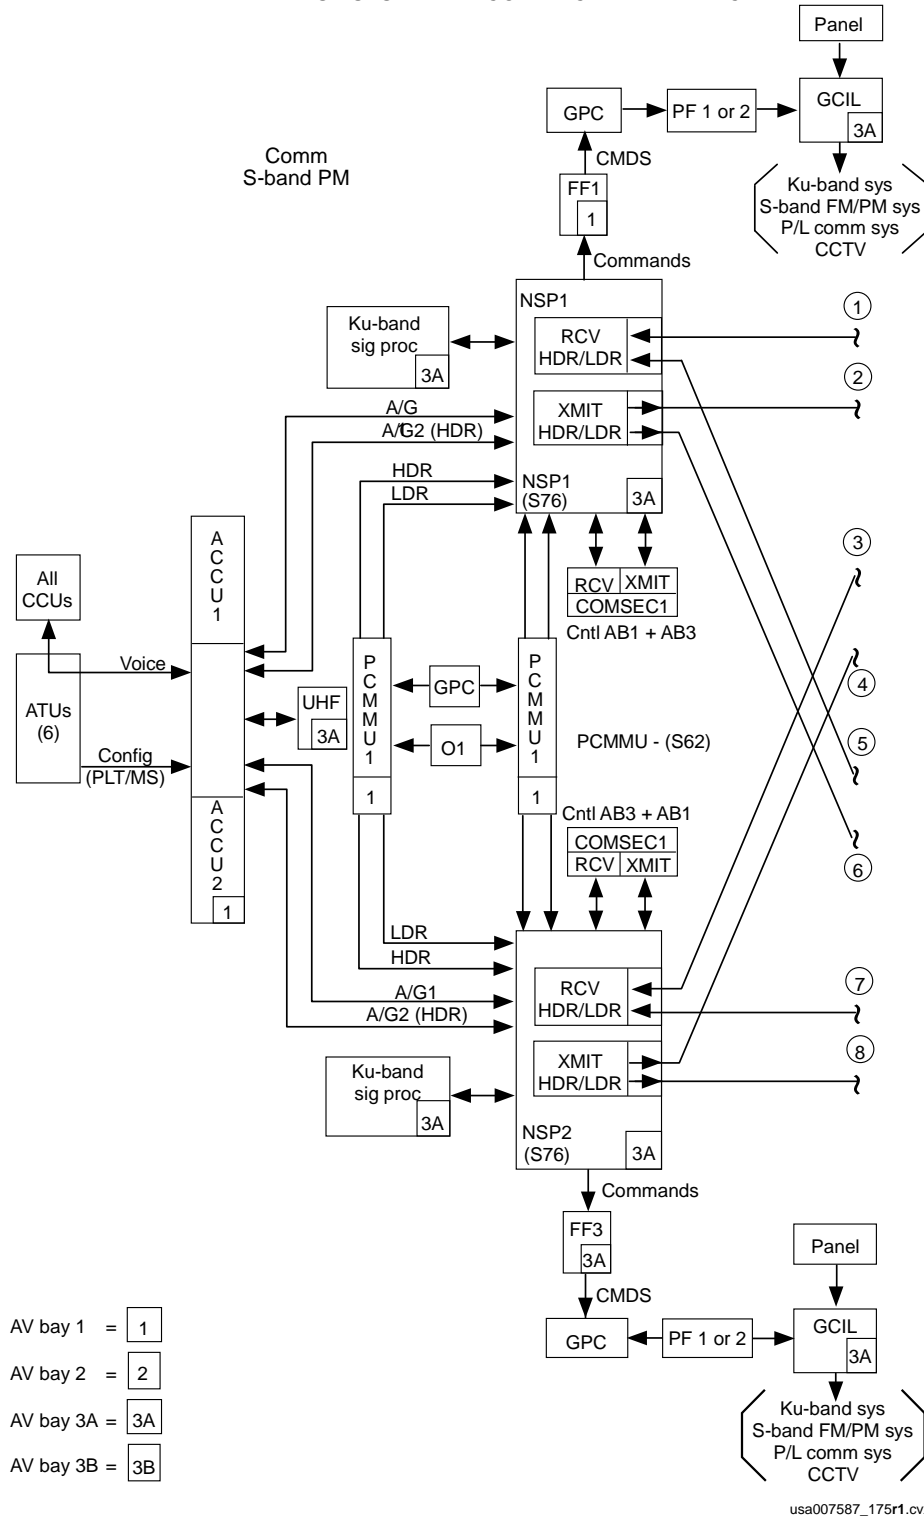 Panel
GCIL
3A
GPC
PF 1 or 2
CMDS
Comm
S-band PM
FF1
1
Ku-band sys
S-band FM/PM sys
P/L comm sys
CCTV
Commands
NSP1
Ku-band
sig proc
3A
RCV
HDR/LDR
XMIT
HDR/LDR
1
2
A/G
1
A/G2 (HDR)
HDR
LDR
NSP1
(S76)
3A
ACCU1
RCV
XMIT
COMSEC1
Cntl AB1 + AB3
3
All
CCUs
Voice
ATUs
(6)
Config
(PLT/MS)
UHF
3A
PCMMU1
1
GPC
O1
PCMMU1
1
PCMMU - (S62)
4
5
6
ACCU2
1
Cntl AB3 + AB1
COMSEC1
RCV
XMIT
LDR
HDR
A/G1
A/G2 (HDR)
RCV
HDR/LDR
XMIT
HDR/LDR
7
8
Ku-band
sig proc
3A
NSP2
(S76)
3A
Commands
FF3
3A
CMDS
GPC
PF 1 or 2
Panel
GCIL
3A
Ku-band sys
S-band FM/PM sys
P/L comm sys
CCTV
AV bay 1 = 1
AV bay 2 = 2
AV bay 3A = 3A
AV bay 3B = 3B
usa007587_175r1.cv